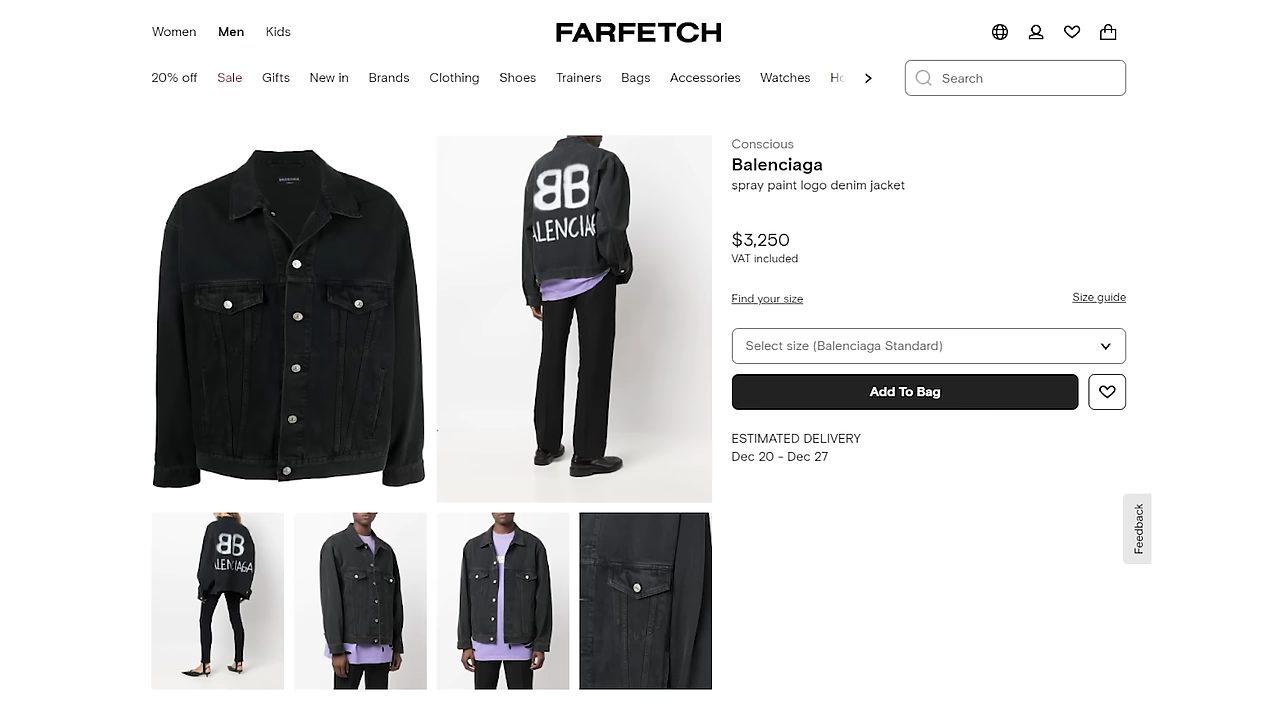 Women Men Kids
FARFETCH
20% off Sale Gifts New in Brands Clothing Shoes Trainers Bags Accessories Watches
Search
BALENCIAGA
BB
ALENCIAG
BB
ALENCIAGA
Conscious
Balenciaga
spray paint logo denim jacket
$3,250
VAT included
Find your size
Size guide
Select size (Balenciaga Standard)
Add To Bag
ESTIMATED DELIVERY
Dec 20 - Dec 27
Feedback